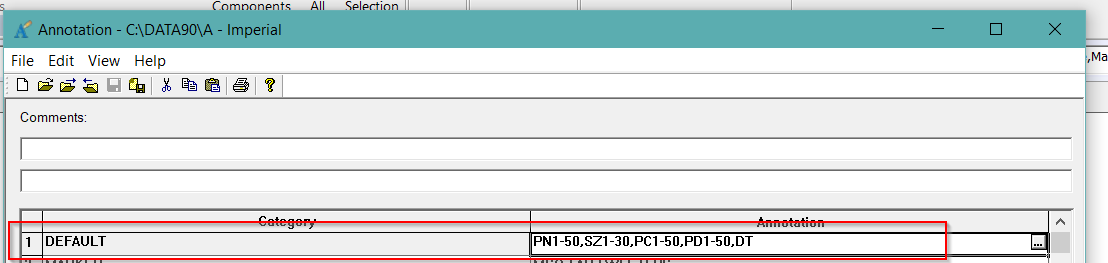 Components All Selection
Annotation - C:\DATA90\A - Imperial
File Edit View Help
,Ma
Comments:
Category Annotation
1 DEFAULT PN1-50,SZ1-30,PC1-50,PD1-50,DT ...